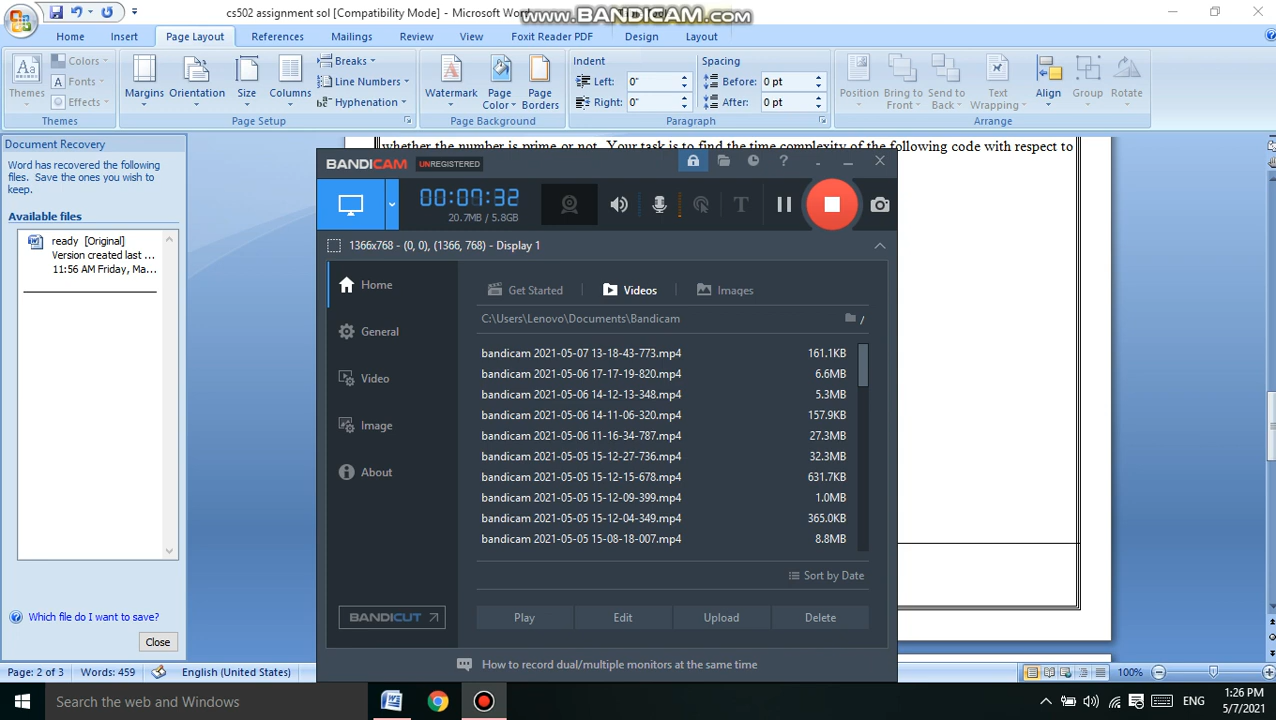 cs502 assignment sol [Compatibility Mode] - Microsoft Word
www.BANDICAM.com
Home
Insert
Page Layout
References
Mailings
Review
View
Foxit Reader PDF
Design
Layout
Themes
Colors
Fonts
Effects
Themes
Margins
Orientation
Size
Columns
Breaks
Line Numbers
Hyphenation
Page Setup
Watermark
Page Color
Page Borders
Page Background
Indent
Left: 0"
Right: 0"
Spacing
Before: 0 pt
After: 0 pt
Paragraph
Position
Bring to Front
Send to Back
Text Wrapping
Align
Group
Rotate
Arrange
Document Recovery
Word has recovered the following
files. Save the ones you wish to
keep.
Available files
ready [Original]
Version created last ...
11:56 AM Friday, Ma...
Which file do I want to save?
Close
whether the number is prime or not. Your task is to find the time complexity of the following code with respect to
BANDICAM UNREGISTERED
00:07:32
20.7MB / 5.8GB
1366x768 - (0, 0), (1366, 768) - Display 1
Home
General
Video
Image
About
BANDICUT
Get Started
Videos
Images
C:\Users\Lenovo\Documents\Bandicam
/
bandicam 2021-05-07 13-18-43-773.mp4 161.1KB
bandicam 2021-05-06 17-17-19-820.mp4 6.6MB
bandicam 2021-05-06 14-12-13-348.mp4 5.3MB
bandicam 2021-05-06 14-11-06-320.mp4 157.9KB
bandicam 2021-05-06 11-16-34-787.mp4 27.3MB
bandicam 2021-05-05 15-12-27-736.mp4 32.3MB
bandicam 2021-05-05 15-12-15-678.mp4 631.7KB
bandicam 2021-05-05 15-12-09-399.mp4 1.0MB
bandicam 2021-05-05 15-12-04-349.mp4 365.0KB
bandicam 2021-05-05 15-08-18-007.mp4 8.8MB
Sort by Date
Play
Edit
Upload
Delete
How to record dual/multiple monitors at the same time
Page: 2 of 3
Words: 459
English (United States)
100%
Search the web and Windows
ENG
1:26 PM
5/7/2021